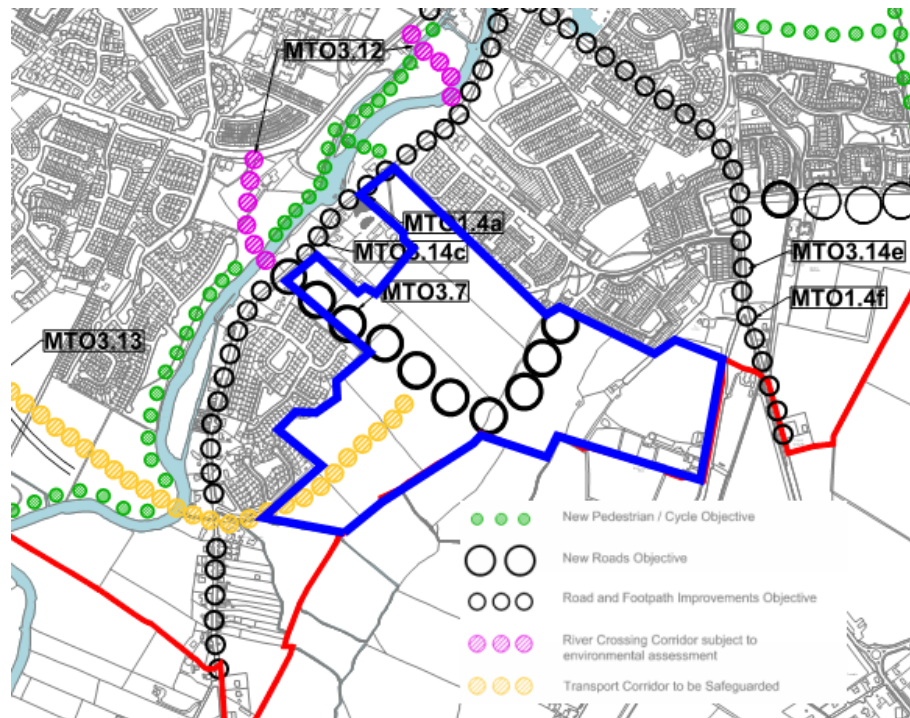 MTO3.12
MTO1.4a
MTO3.14c
MTO3.14e
MTO3.7
MTO1.4f
MTO3.13
New Pedestrian / Cycle Objective
New Roads Objective
Road and Footpath Improvements Objective
River Crossing Corridor subject to
environmental assessment
Transport Corridor to be Safeguarded